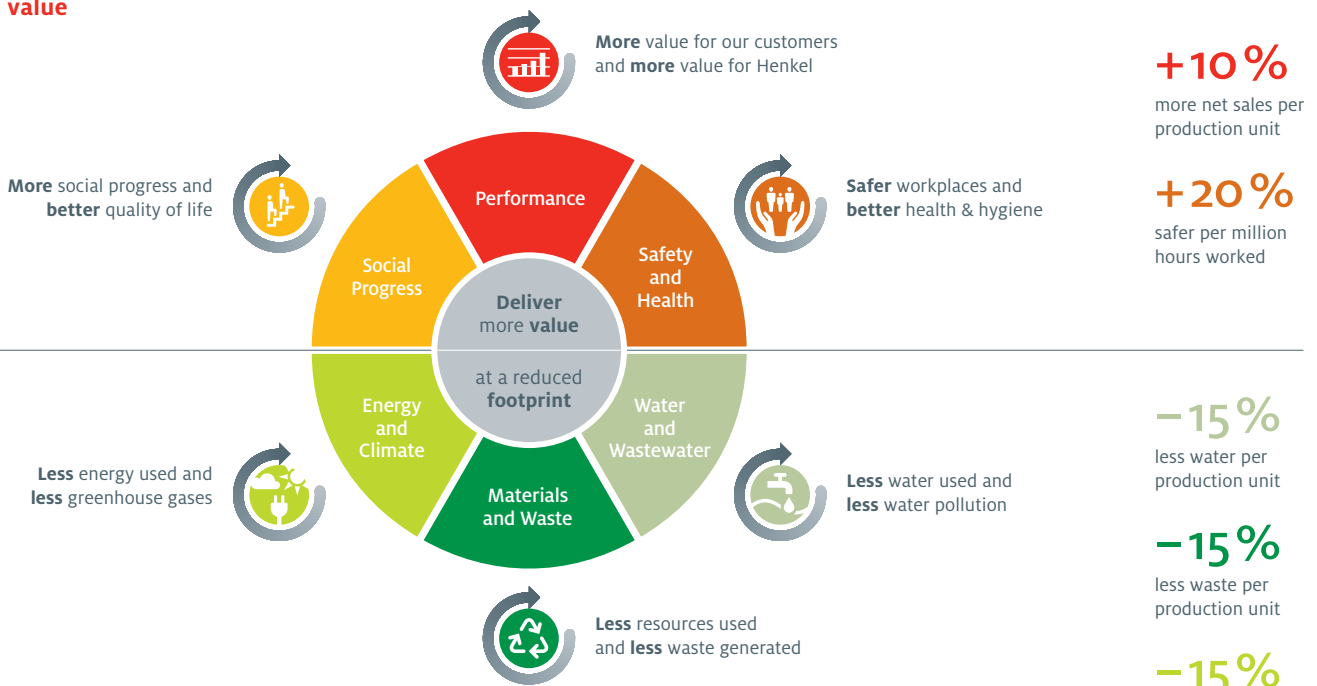 value
More value for our customers
and more value for Henkel
+10 %
more net sales per
production unit
More social progress and
better quality of life
Performance
Safer workplaces and
better health & hygiene
+20 %
safer per million
hours worked
Social
Progress
Safety
and
Health
Deliver
more value
at a reduced
footprint
Energy
and
Climate
Water
and
Wastewater
–15 %
less water per
production unit
Less energy used and
less greenhouse gases
Materials
and Waste
Less water used and
less water pollution
–15 %
less waste per
production unit
Less resources used
and less waste generated
–15 %